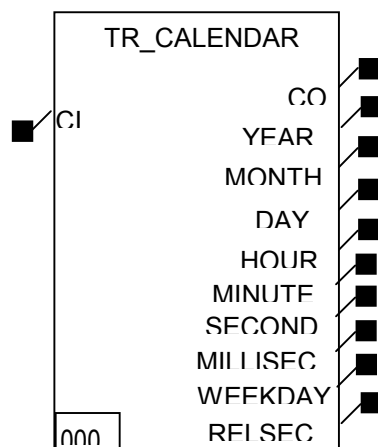 TR_CALENDAR
CO
CI
YEAR
MONTH
DAY
HOUR
MINUTE
SECOND
MILLISEC
WEEKDAY
RELSEC
000